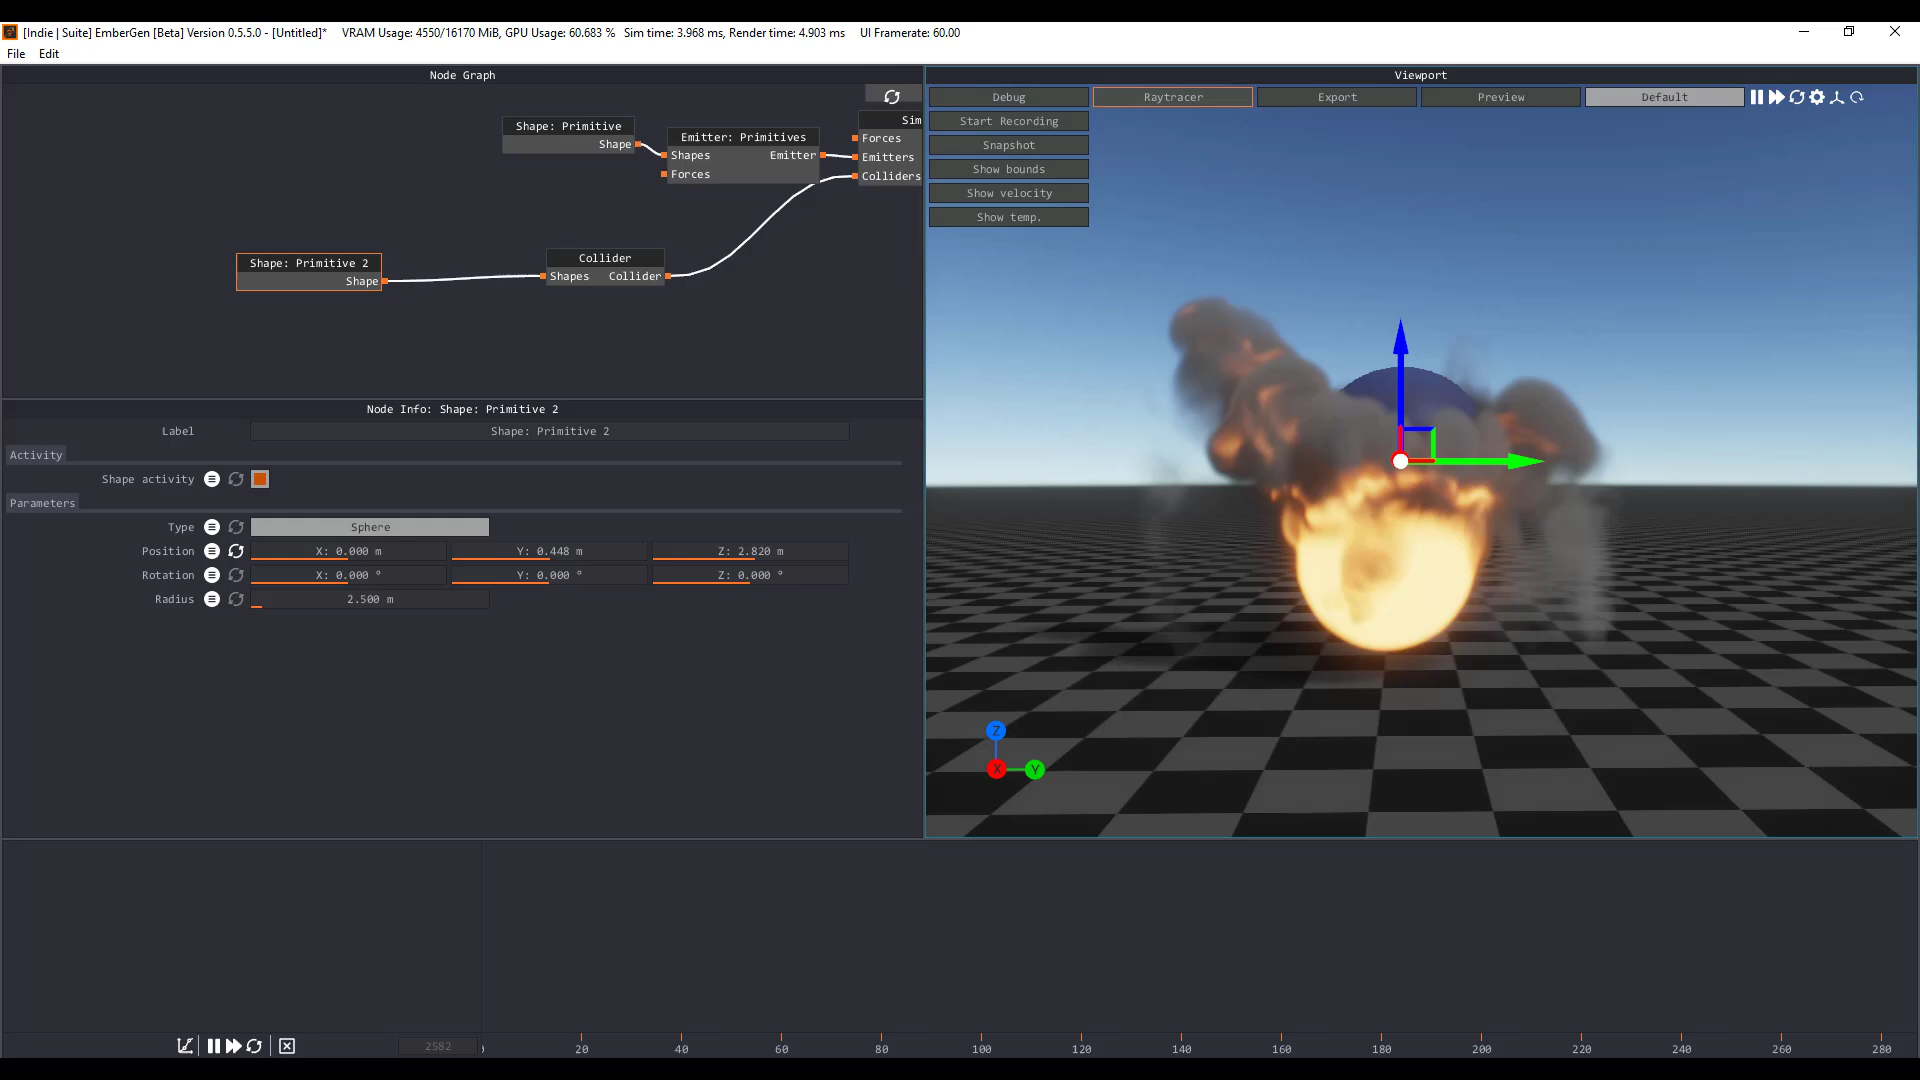 [Indie | Suite] EmberGen [Beta] Version 0.5.5.0 - [Untitled]* VRAM Usage: 4550/16170 MiB, GPU Usage: 60.683 % Sim time: 3.968 ms, Render time: 4.903 ms UI Framerate: 60.00
File Edit
Node Graph
Shape: Primitive
Shape
Emitter: Primitives
Shapes Emitter
Forces
Sim
Forces
Emitters
Colliders
Shape: Primitive 2
Shape
Collider
Shapes Collider
Node Info: Shape: Primitive 2
Label Shape: Primitive 2
Activity
Shape activity
Parameters
Type Sphere
Position X: 0.000 m Y: 0.448 m Z: 2.820 m
Rotation X: 0.000 ° Y: 0.000 ° Z: 0.000 °
Radius 2.500 m
Viewport
Debug Raytracer Export Preview Default
Start Recording
Snapshot
Show bounds
Show velocity
Show temp.
Z
X Y
2582 20 40 60 80 100 120 140 160 180 200 220 240 260 280